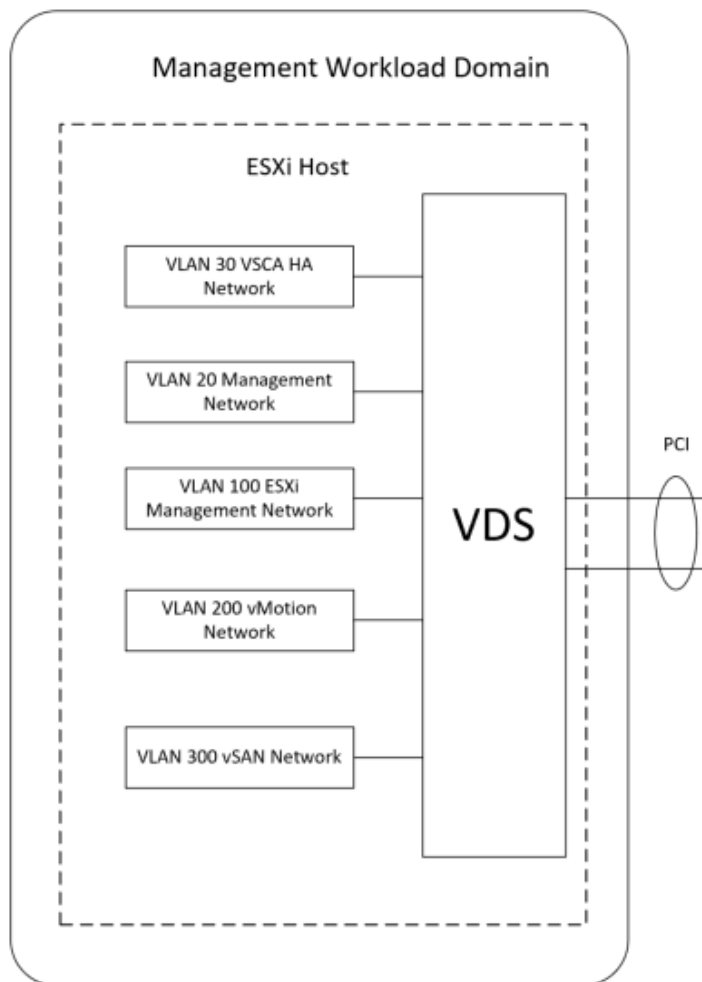 Management Workload Domain
ESXi Host
VLAN 30 VSCA HA
Network
VLAN 20 Management
Network
VLAN 100 ESXi
Management Network
VLAN 200 vMotion
Network
VLAN 300 vSAN Network
VDS
PCI